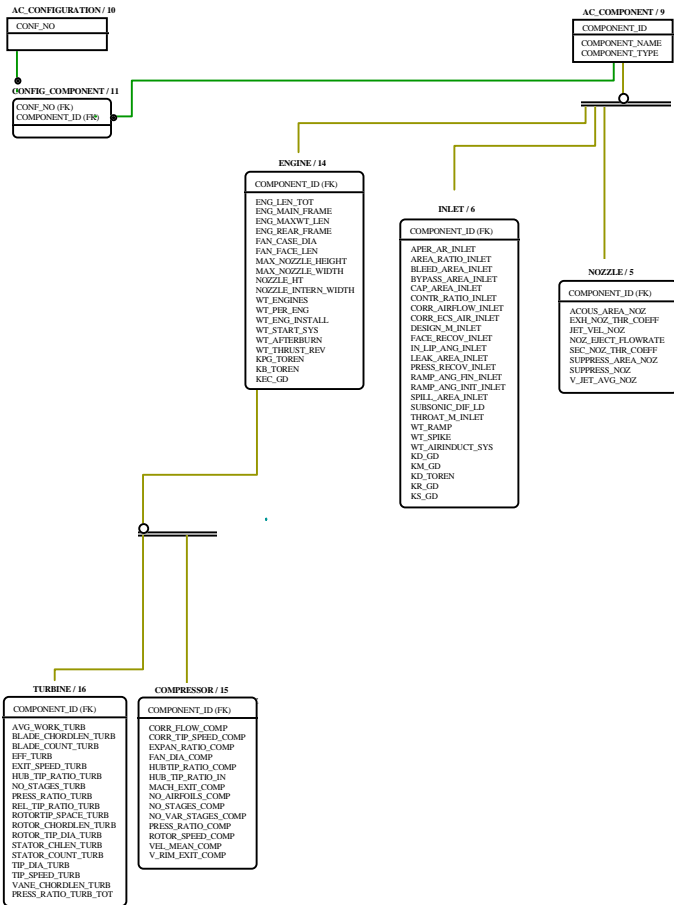 AC_CONFIGURATION / 10
CONF_NO
AC_COMPONENT / 9
COMPONENT_ID
COMPONENT_NAME
COMPONENT_TYPE
CONFIG_COMPONENT / 11
CONF_NO (FK)
COMPONENT_ID (FK)
ENGINE / 14
COMPONENT_ID (FK)
ENG_LEN_TOT
ENG_MAIN_FRAME
ENG_MAXWT_LEN
ENG_REAR_FRAME
FAN_CASE_DIA
FAN_FACE_LEN
MAX_NOZZLE_HEIGHT
MAX_NOZZLE_WIDTH
NOZZLE_HT
NOZZLE_INTERN_WIDTH
WT_ENGINES
WT_PER_ENG
WT_ENG_INSTALL
WT_START_SYS
WT_AFTERBURN
WT_THRUST_REV
KPG_TOREN
KB_TOREN
KEC_GD
INLET / 6
COMPONENT_ID (FK)
APER_AR_INLET
AREA_RATIO_INLET
BLEED_AREA_INLET
BYPASS_AREA_INLET
CAP_AREA_INLET
CONTR_RATIO_INLET
CORR_AIRFLOW_INLET
CORR_ECS_AIR_INLET
DESIGN_M_INLET
FACE_RECOV_INLET
IN_LIP_ANG_INLET
LEAK_AREA_INLET
PRESS_RECOV_INLET
RAMP_ANG_FIN_INLET
RAMP_ANG_INIT_INLET
SPILL_AREA_INLET
SUBSONIC_DIF_LD
THROAT_M_INLET
WT_RAMP
WT_SPIKE
WT_AIRINDUCT_SYS
KD_GD
KM_GD
KD_TOREN
KR_GD
KS_GD
NOZZLE / 5
COMPONENT_ID (FK)
ACOUS_AREA_NOZ
EXH_NOZ_THR_COEFF
JET_VEL_NOZ
NOZ_EJECT_FLOWRATE
SEC_NOZ_THR_COEFF
SUPPRESS_AREA_NOZ
SUPPRESS_NOZ
V_JET_AVG_NOZ
TURBINE / 16
COMPONENT_ID (FK)
AVG_WORK_TURB
BLADE_CHORDLEN_TURB
BLADE_COUNT_TURB
EFF_TURB
EXIT_SPEED_TURB
HUB_TIP_RATIO_TURB
NO_STAGES_TURB
PRESS_RATIO_TURB
REL_TIP_RATIO_TURB
ROTORTIP_SPACE_TURB
ROTOR_CHORDLEN_TURB
ROTOR_TIP_DIA_TURB
STATOR_CHLEN_TURB
STATOR_COUNT_TURB
TIP_DIA_TURB
TIP_SPEED_TURB
VANE_CHORDLEN_TURB
PRESS_RATIO_TURB_TOT
COMPRESSOR / 15
COMPONENT_ID (FK)
CORR_FLOW_COMP
CORR_TIP_SPEED_COMP
EXPAN_RATIO_COMP
FAN_DIA_COMP
HUBTIP_RATIO_COMP
HUB_TIP_RATIO_IN
MACH_EXIT_COMP
NO_AIRFOILS_COMP
NO_STAGES_COMP
NO_VAR_STAGES_COMP
PRESS_RATIO_COMP
ROTOR_SPEED_COMP
VEL_MEAN_COMP
V_RIM_EXIT_COMP